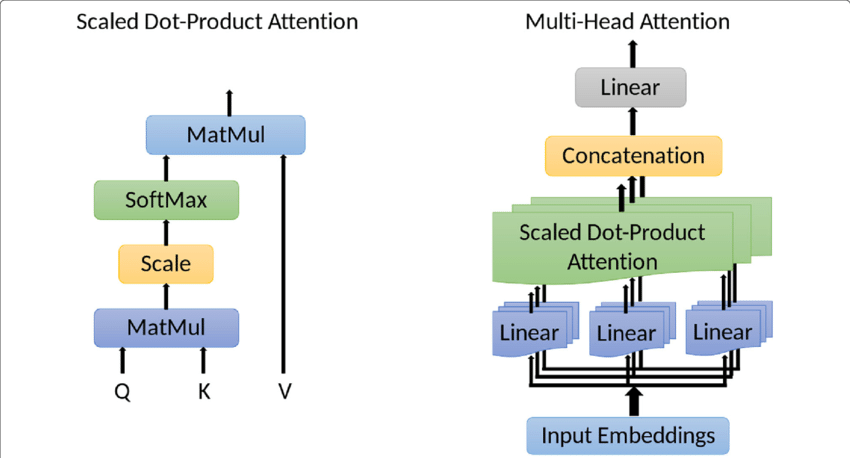 Scaled Dot-Product Attention
MatMul
SoftMax
Scale
MatMul
Q K V
Multi-Head Attention
Linear
Concatenation
Scaled Dot-Product
Attention
Linear Linear Linear
Input Embeddings